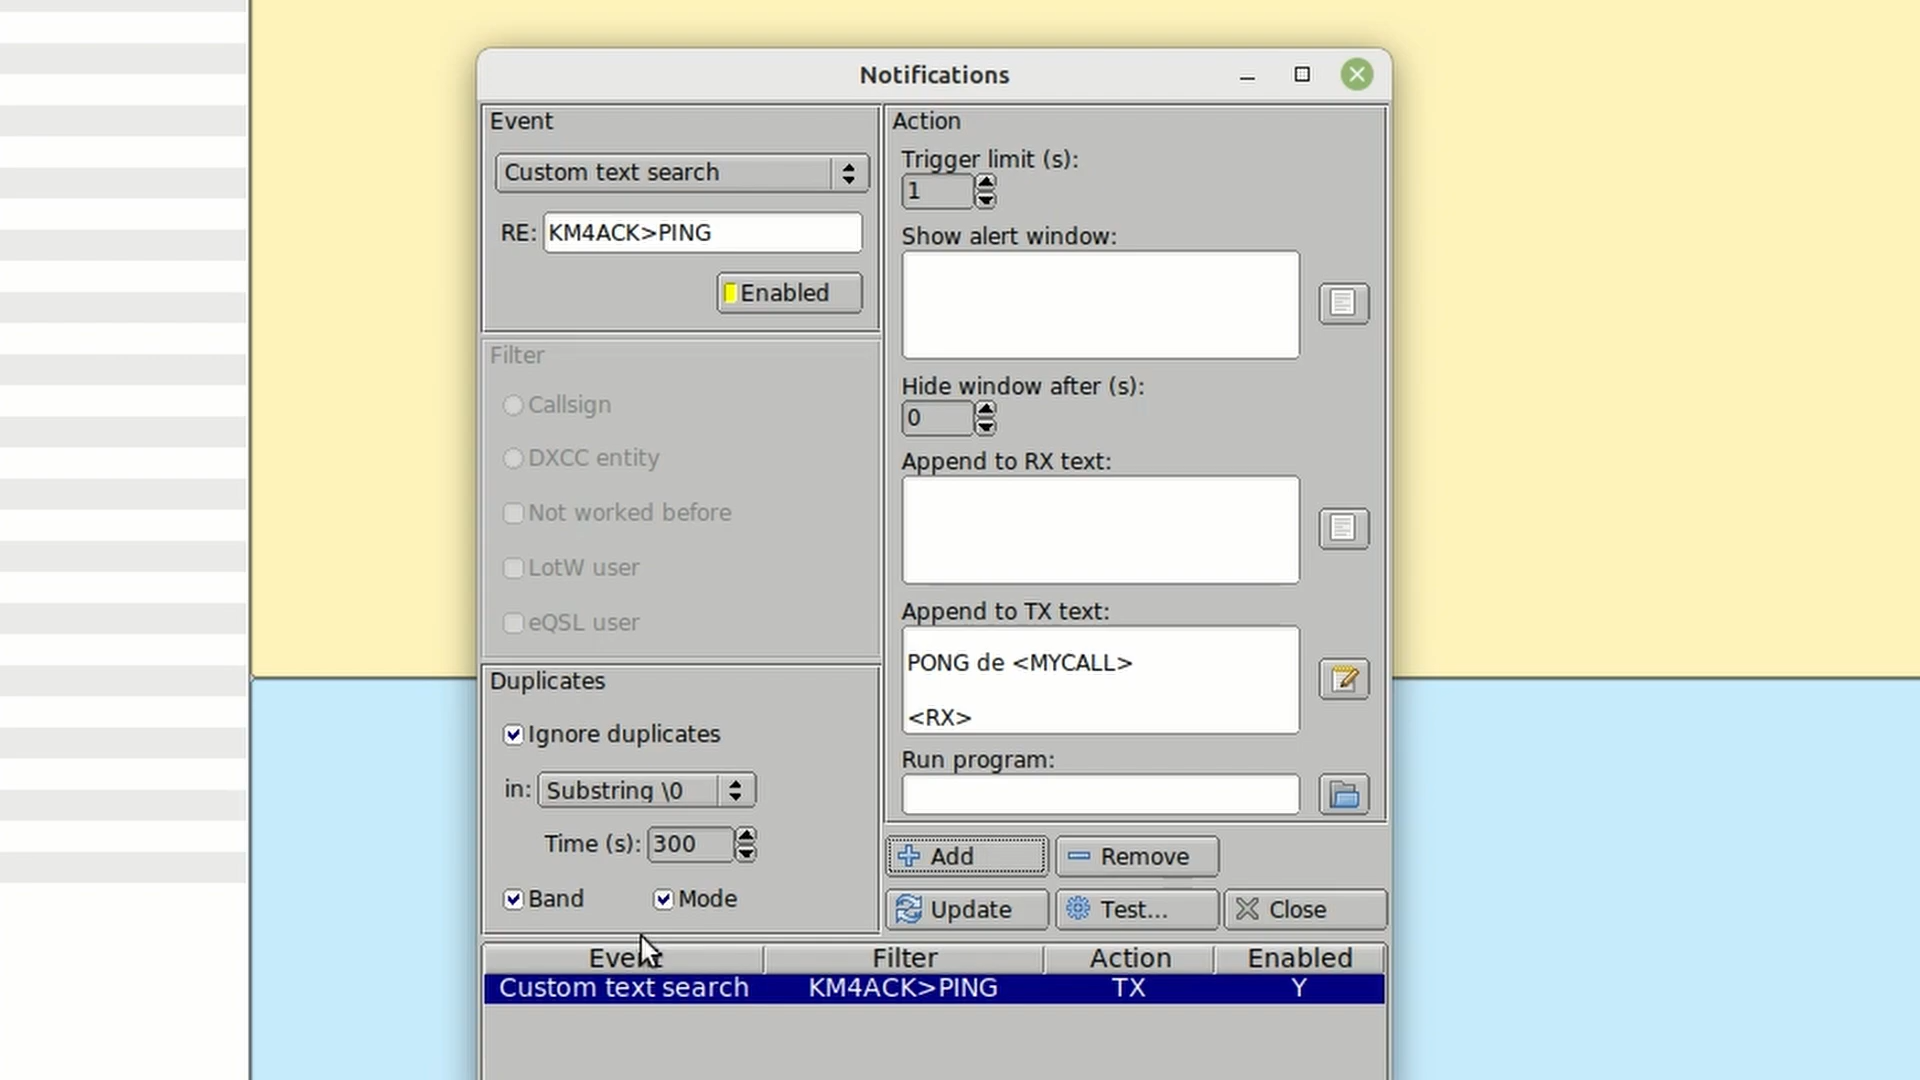 Notifications
Event
Custom text search
RE: KM4ACK>PING
Enabled
Filter
Callsign
DXCC entity
Not worked before
LotW user
eQSL user
Duplicates
Ignore duplicates
in: Substring \0
Time (s): 300
Band Mode
Action
Trigger limit (s):
1
Show alert window:
Hide window after (s):
0
Append to RX text:
Append to TX text:
PONG de <MYCALL>
<RX>
Run program:
Add Remove
Update Test... Close
Event Filter Action Enabled
Custom text search KM4ACK>PING TX Y